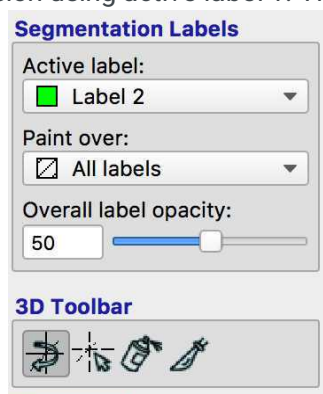 Segmentation Labels
Active label:
Label 2
Paint over:
All labels
Overall label opacity:
50
3D Toolbar